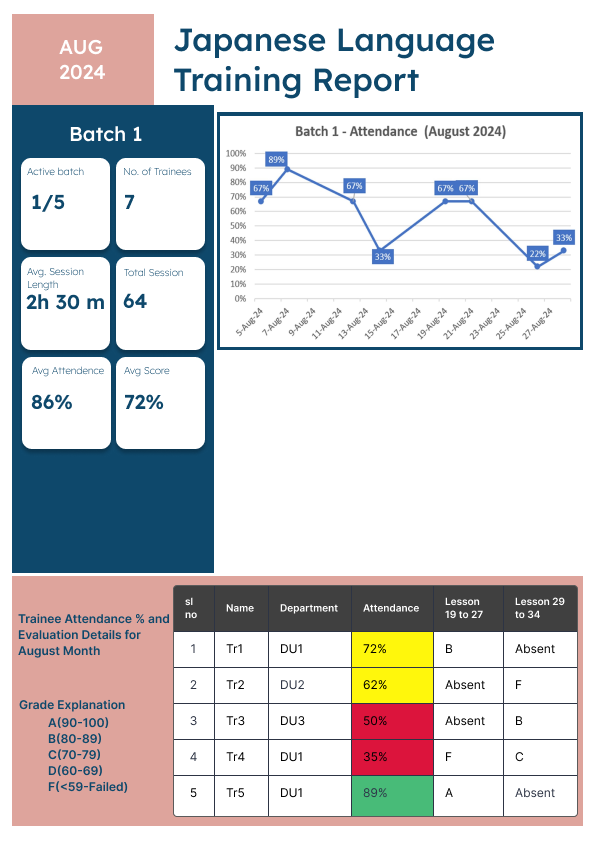 AUG
2024
Japanese Language
Training Report
Batch 1
Active batch
1/5
No. of Trainees
7
Avg. Session
Length
2h 30 m
Total Session
64
Avg Attendence
86%
Avg Score
72%
Batch 1 - Attendance (August 2024)
100%
90%
80%
70%
60%
50%
40%
30%
20%
10%
0%
67%
89%
67%
33%
67%
67%
22%
33%
5-Aug-24
7-Aug-24
9-Aug-24
11-Aug-24
13-Aug-24
15-Aug-24
17-Aug-24
19-Aug-24
21-Aug-24
23-Aug-24
25-Aug-24
27-Aug-24
Trainee Attendance % and
Evaluation Details for
August Month
Grade Explanation
A(90-100)
B(80-89)
C(70-79)
D(60-69)
F(<59-Failed)
sl no Name Department Attendance Lesson 19 to 27 Lesson 29 to 34
1 Tr1 DU1 72% B Absent
2 Tr2 DU2 62% Absent F
3 Tr3 DU3 50% Absent B
4 Tr4 DU1 35% F C
5 Tr5 DU1 89% A Absent